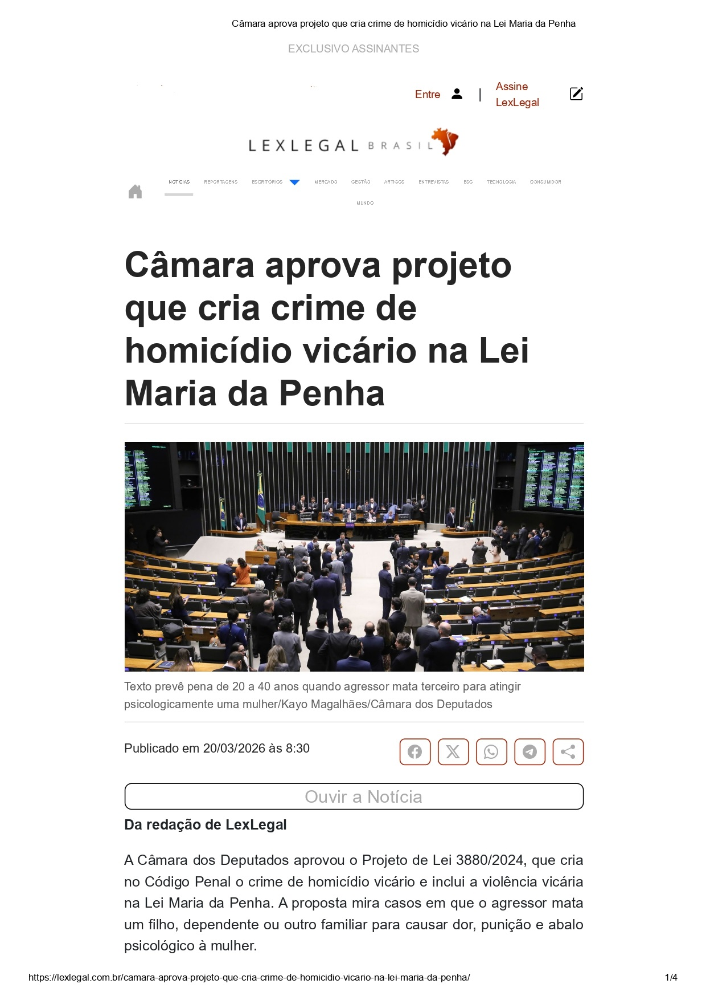 Câmara aprova projeto que cria crime de homicídio vicário na Lei Maria da Penha
EXCLUSIVO ASSINANTES
Entre | Assine LexLegal
LEXLEGAL BRASIL
NOTÍCIAS REPORTAGENS ESCRITÓRIOS MERCADO GESTÃO ARTIGOS ENTREVISTAS ESG TECNOLOGIA CONSUMIDOR
MUNDO
Câmara aprova projeto
que cria crime de
homicídio vicário na Lei
Maria da Penha
Texto prevê pena de 20 a 40 anos quando agressor mata terceiro para atingir
psicologicamente uma mulher/Kayo Magalhães/Câmara dos Deputados
Publicado em 20/03/2026 às 8:30
Ouvir a Notícia
Da redação de LexLegal
A Câmara dos Deputados aprovou o Projeto de Lei 3880/2024, que cria
no Código Penal o crime de homicídio vicário e inclui a violência vicária
na Lei Maria da Penha. A proposta mira casos em que o agressor mata
um filho, dependente ou outro familiar para causar dor, punição e abalo
psicológico à mulher.
https://lexlegal.com.br/camara-aprova-projeto-que-cria-crime-de-homicidio-vicario-na-lei-maria-da-penha/
1/4